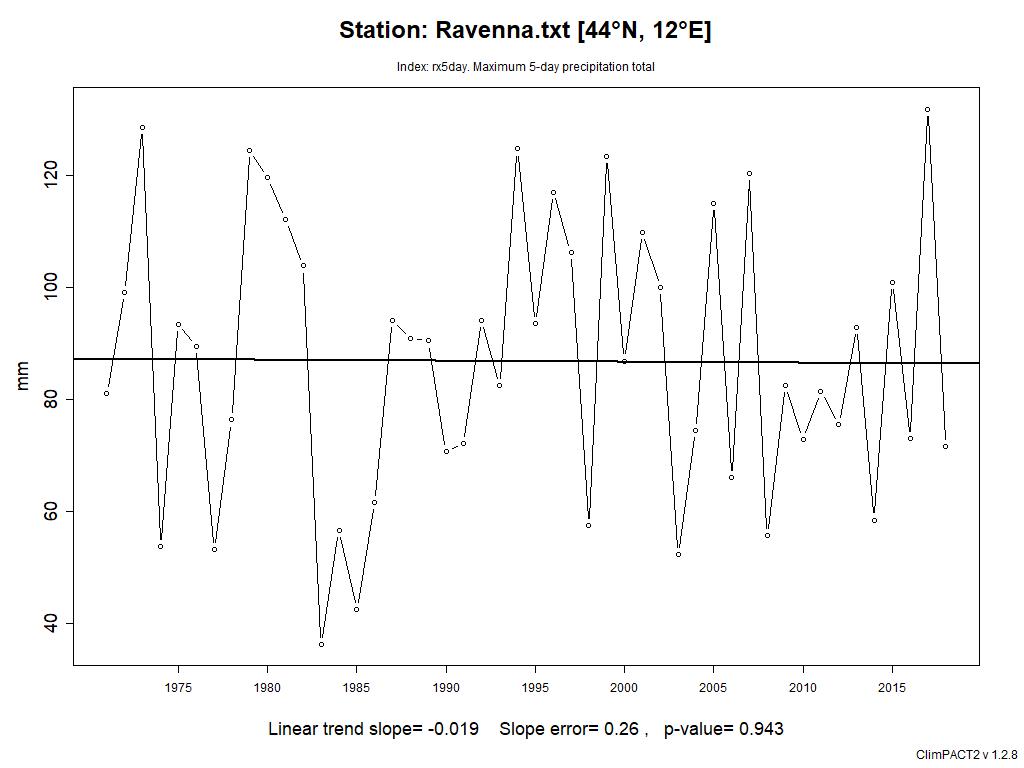 Station: Ravenna.txt [44°N, 12°E]
Index: rx5day. Maximum 5-day precipitation total
mm
120
100
80
60
40
1975 1980 1985 1990 1995 2000 2005 2010 2015
Linear trend slope= -0.019 Slope error= 0.26 , p-value= 0.943
ClimPACT2 v 1.2.8